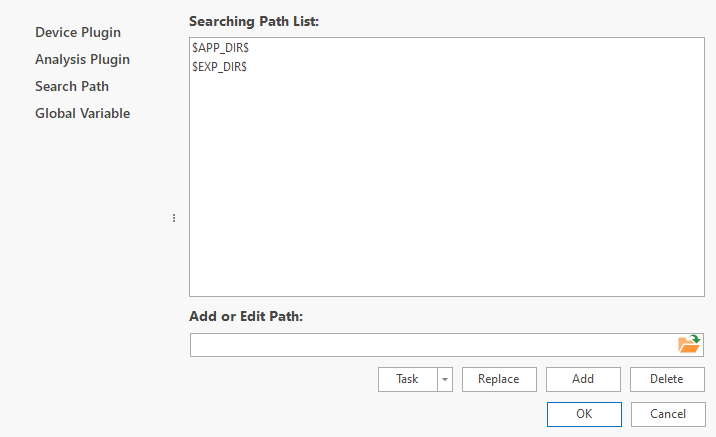 Device Plugin
Analysis Plugin
Search Path
Global Variable
Searching Path List:
$APP_DIR$
$EXP_DIR$
Add or Edit Path:
Task
Replace
Add
Delete
OK
Cancel